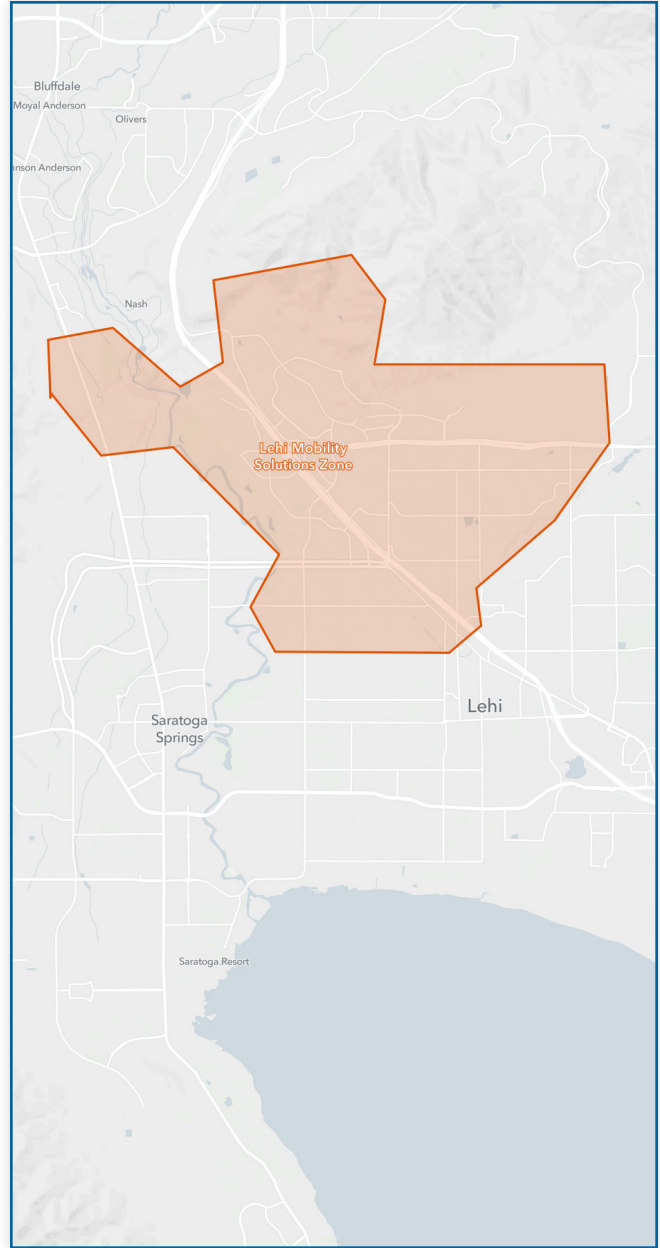 Bluffdale
Moyal Anderson
Olivers
nson Anderson
Nash
Lehi Mobility
Solutions Zone
Lehi
Saratoga
Springs
Saratoga Resort